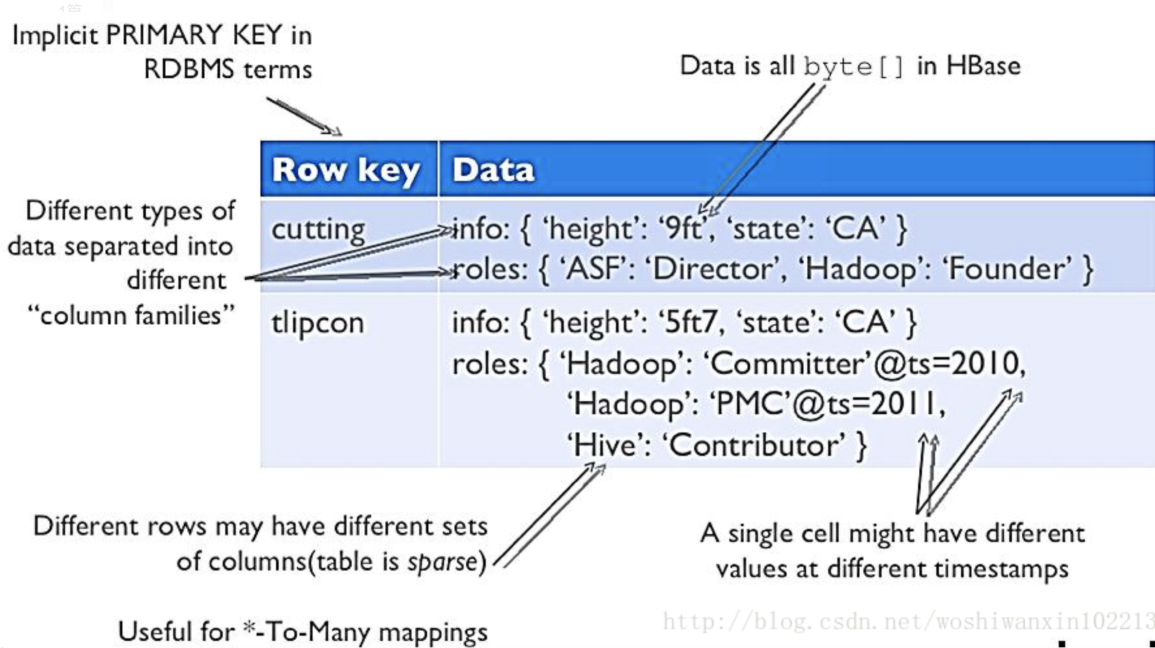 Implicit PRIMARY KEY in
RDBMS terms
Data is all byte[] in HBase
Row key Data
Different types of
data separated into
different
“column families”
cutting info: { ‘height’: ‘9ft’, ‘state’: ‘CA’ }
roles: { ‘ASF’: ‘Director’, ‘Hadoop’: ‘Founder’ }
tlipcon info: { ‘height’: ‘5ft7, ‘state’: ‘CA’ }
roles: { ‘Hadoop’: ‘Committer’@ts=2010,
‘Hadoop’: ‘PMC’@ts=2011,
‘Hive’: ‘Contributor’ }
Different rows may have different sets
of columns(table is sparse)
A single cell might have different
values at different timestamps
Useful for *-To-Many mappings
http://blog.csdn.net/woshiwanxin102213